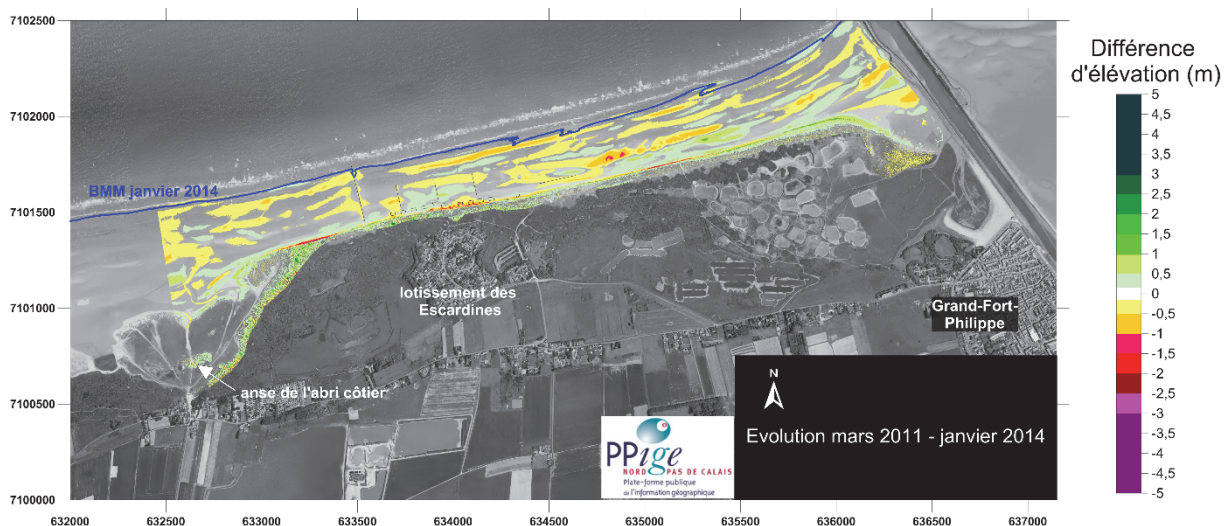 7102500
7102000
7101500
7101000
7100500
7100000
632000
632500
633000
633500
634000
634500
635000
635500
636000
636500
637000
BMM janvier 2014
lotissement des
Escardines
Grand-Fort-
Philippe
anse de l'abri côtier
PPige
NORD PAS DE CALAIS
Plate-forme publique
de l'information géographique
N
Evolution mars 2011 - janvier 2014
Différence
d'élévation (m)
5
4,5
4
3,5
3
2,5
2
1,5
1
0,5
0
-0,5
-1
-1,5
-2
-2,5
-3
-3,5
-4
-4,5
-5